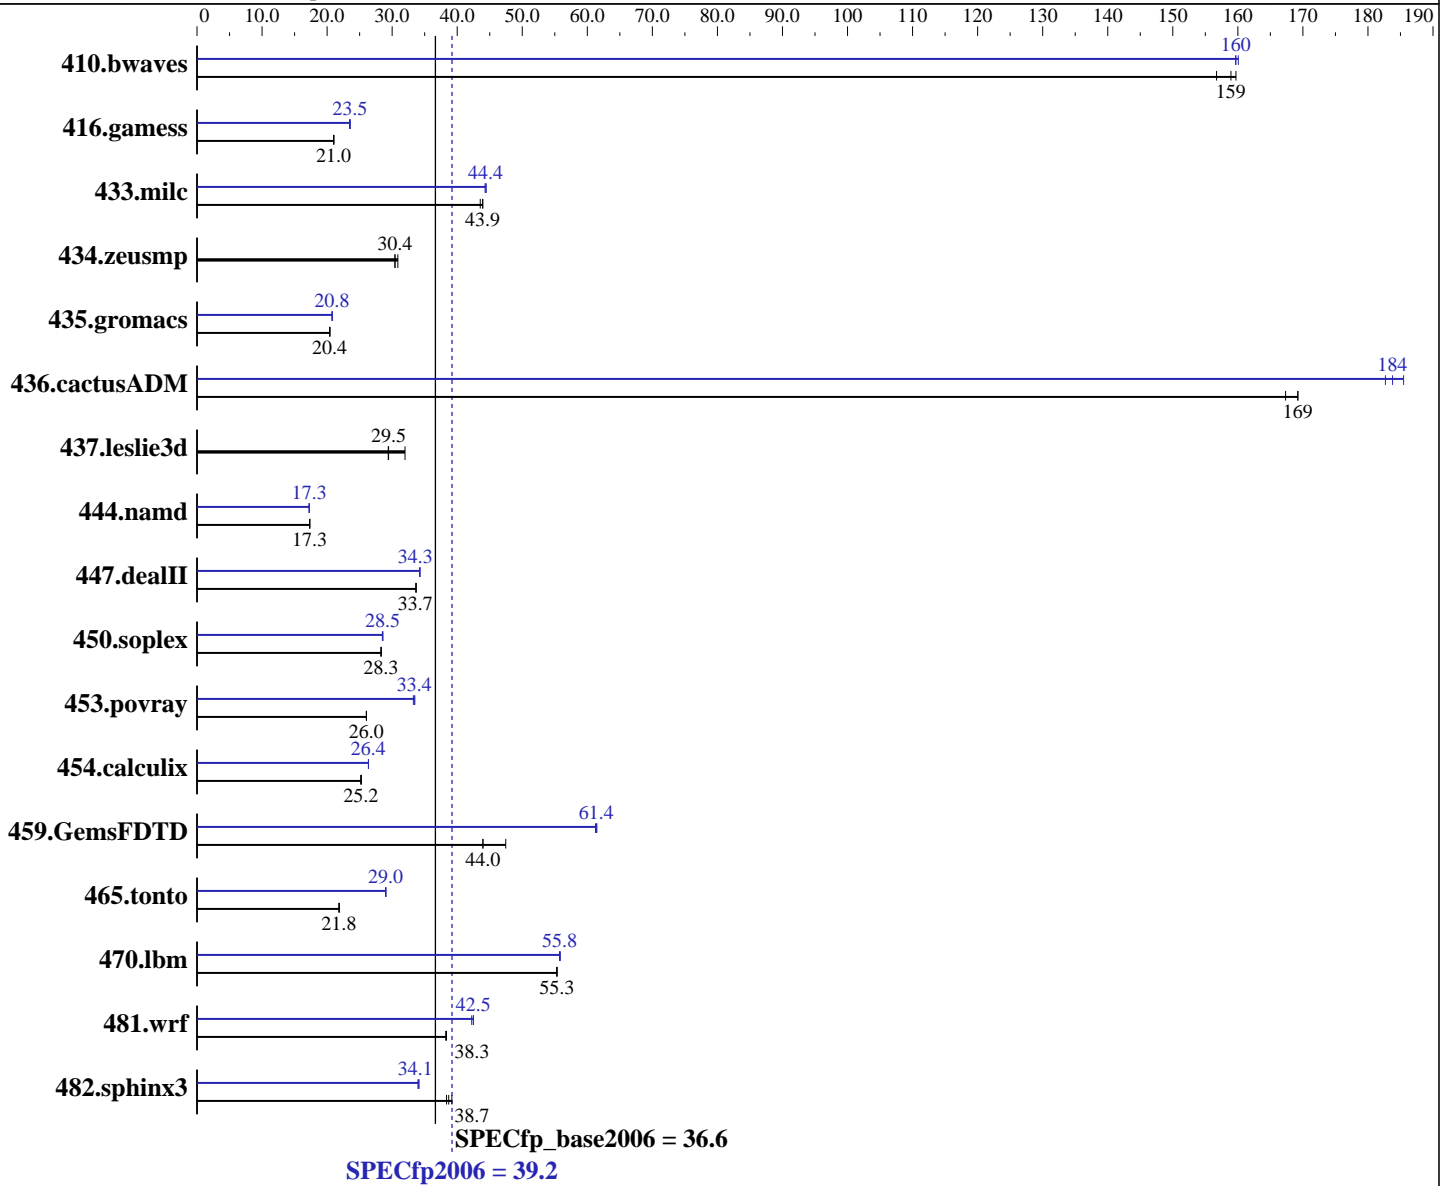 0 10.0 20.0 30.0 40.0 50.0 60.0 70.0 80.0 90.0 100 110 120 130 140 150 160 170 180 190
160
410.bwaves
159
23.5
416.gamess
21.0
44.4
433.milc
43.9
30.4
434.zeusmp
20.8
435.gromacs
20.4
184
436.cactusADM
169
29.5
437.leslie3d
17.3
444.namd
17.3
34.3
447.dealII
33.7
28.5
450.soplex
28.3
33.4
453.povray
26.0
26.4
454.calculix
25.2
61.4
459.GemsFDTD
44.0
29.0
465.tonto
21.8
55.8
470.lbm
55.3
42.5
481.wrf
38.3
34.1
482.sphinx3
38.7
SPECfp_base2006 = 36.6
SPECfp2006 = 39.2